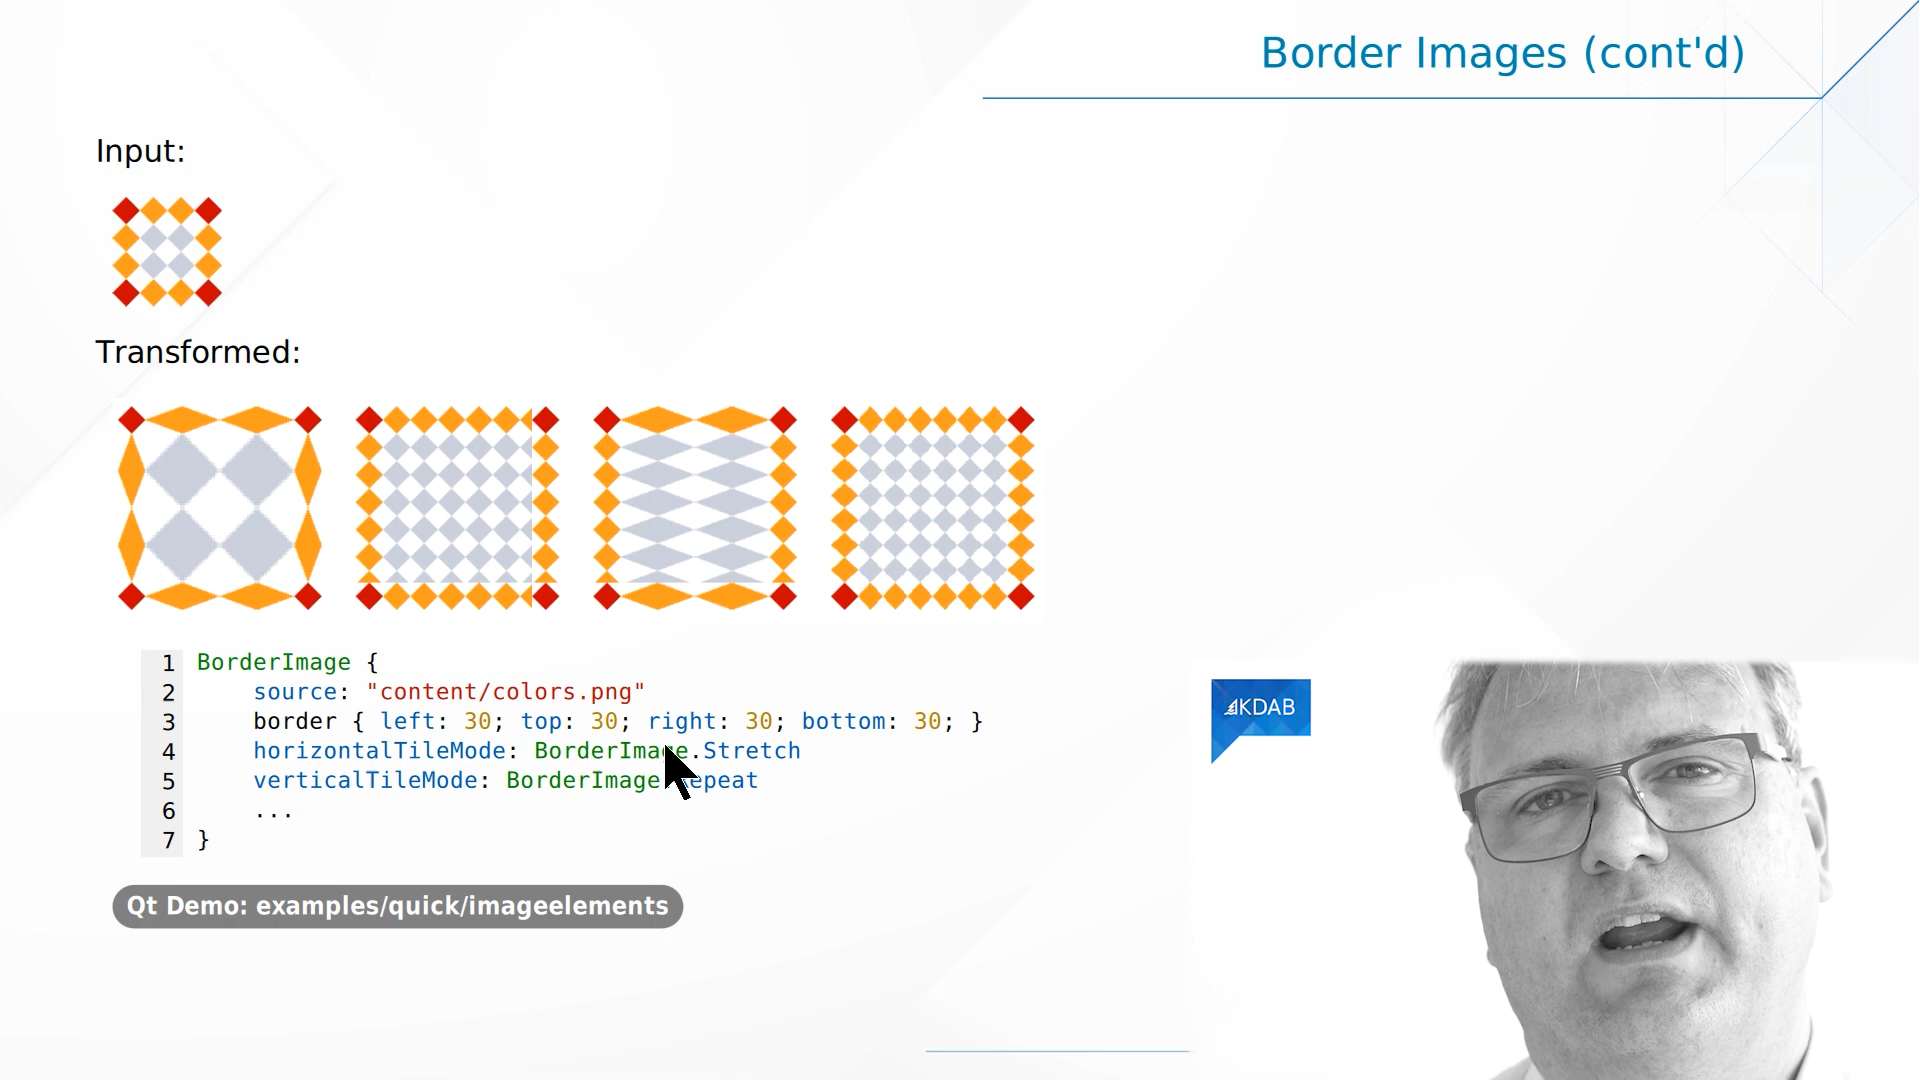 Border Images (cont'd)
Input:
Transformed:
1 BorderImage {
2 source: "content/colors.png"
3 border { left: 30; top: 30; right: 30; bottom: 30; }
4 horizontalTileMode: BorderImage.Stretch
5 verticalTileMode: BorderImage epeat
6 ...
7 }
KDAB
Qt Demo: examples/quick/imageelements